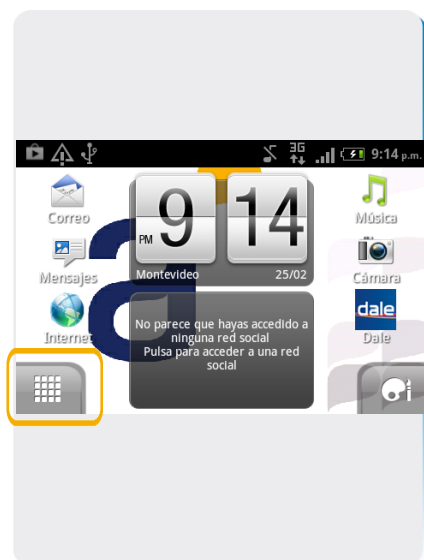 3G
9:14 p.m.
Correo
Mensajes
Internet
9
PM
14
Montevideo 25/02
No parece que hayas accedido a
ninguna red social
Pulsa para acceder a una red
social
Música
Cámara
dale
Dale
a